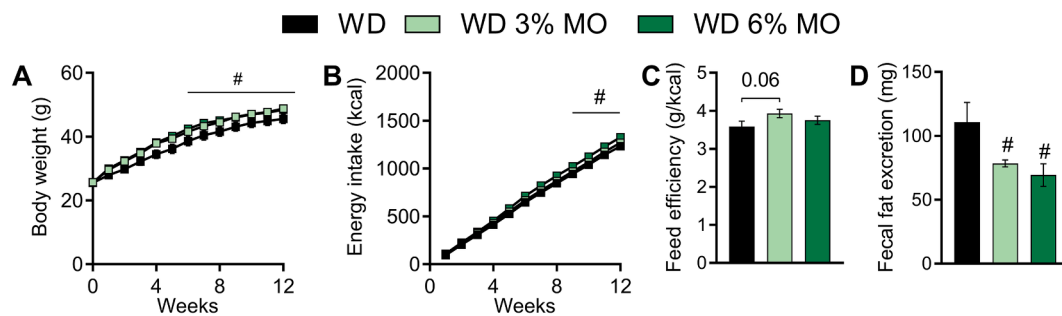 WD WD 3% MO WD 6% MO
A
Body weight (g)
60
40
20
0
#
0 4 8 12
Weeks
B
Energy intake (kcal)
2000
1500
1000
500
0
#
0 4 8 12
Weeks
C
Feed efficiency (g/kcal)
5
4
3
2
1
0
0.06
D
Fecal fat excretion (mg)
150
100
50
0
# #